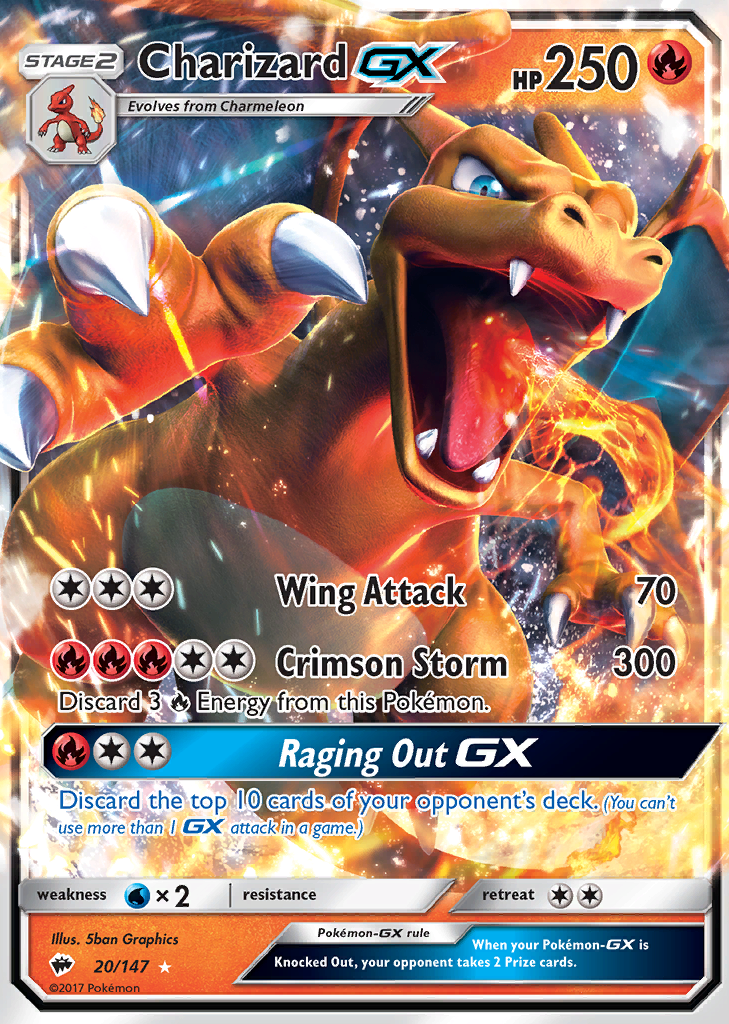 STAGE2
Charizard GX
HP250
Evolves from Charmeleon
Wing Attack 70
Crimson Storm 300
Discard 3 Energy from this Pokémon.
Raging Out GX
Discard the top 10 cards of your opponent's deck. (You can't
use more than 1 GX attack in a game.)
weakness ×2 resistance retreat
Illus. 5ban Graphics
20/147
©2017 Pokémon
Pokémon-GX rule
When your Pokémon-GX is
Knocked Out, your opponent takes 2 Prize cards.